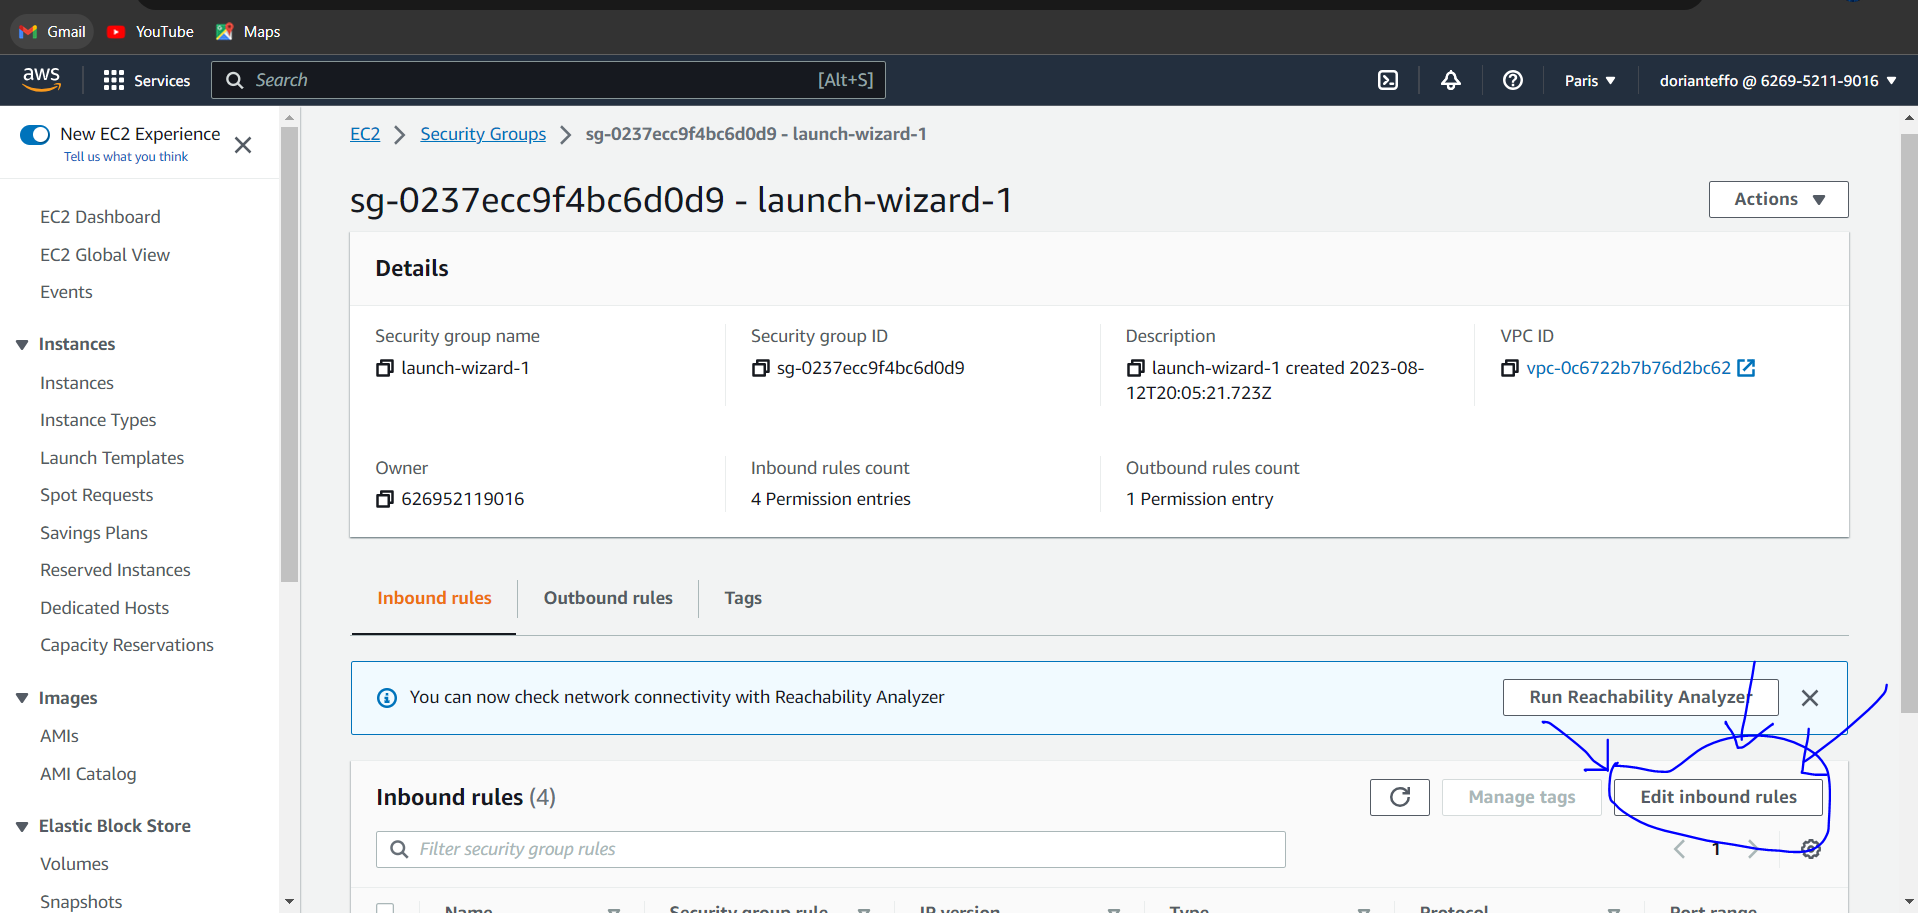 Gmail YouTube Maps
aws Services Search [Alt+S] Paris dorianteffo @ 6269-5211-9016
New EC2 Experience
Tell us what you think
EC2 Dashboard
EC2 Global View
Events
Instances
Instances
Instance Types
Launch Templates
Spot Requests
Savings Plans
Reserved Instances
Dedicated Hosts
Capacity Reservations
Images
AMIs
AMI Catalog
Elastic Block Store
Volumes
Snapshots
EC2 Security Groups sg-0237ecc9f4bc6d0d9 - launch-wizard-1
sg-0237ecc9f4bc6d0d9 - launch-wizard-1
Actions
Details
Security group name
launch-wizard-1
Security group ID
sg-0237ecc9f4bc6d0d9
Description
launch-wizard-1 created 2023-08-
12T20:05:21.723Z
VPC ID
vpc-0c6722b7b76d2bc62
Owner
626952119016
Inbound rules count
4 Permission entries
Outbound rules count
1 Permission entry
Inbound rules Outbound rules Tags
You can now check network connectivity with Reachability Analyzer
Run Reachability Analyzer
Inbound rules (4)
Manage tags
Edit inbound rules
Filter security group rules
1
Name Security group rule IP version Type Protocol Port range